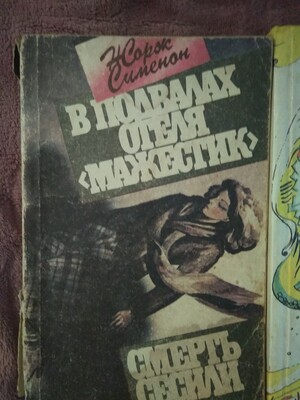 Жорж
Сименон
В ПОДВАЛАХ
ОТЕЛЯ
«МАЖЕСТИК»
СМЕРТЬ
СЕСИЛИ